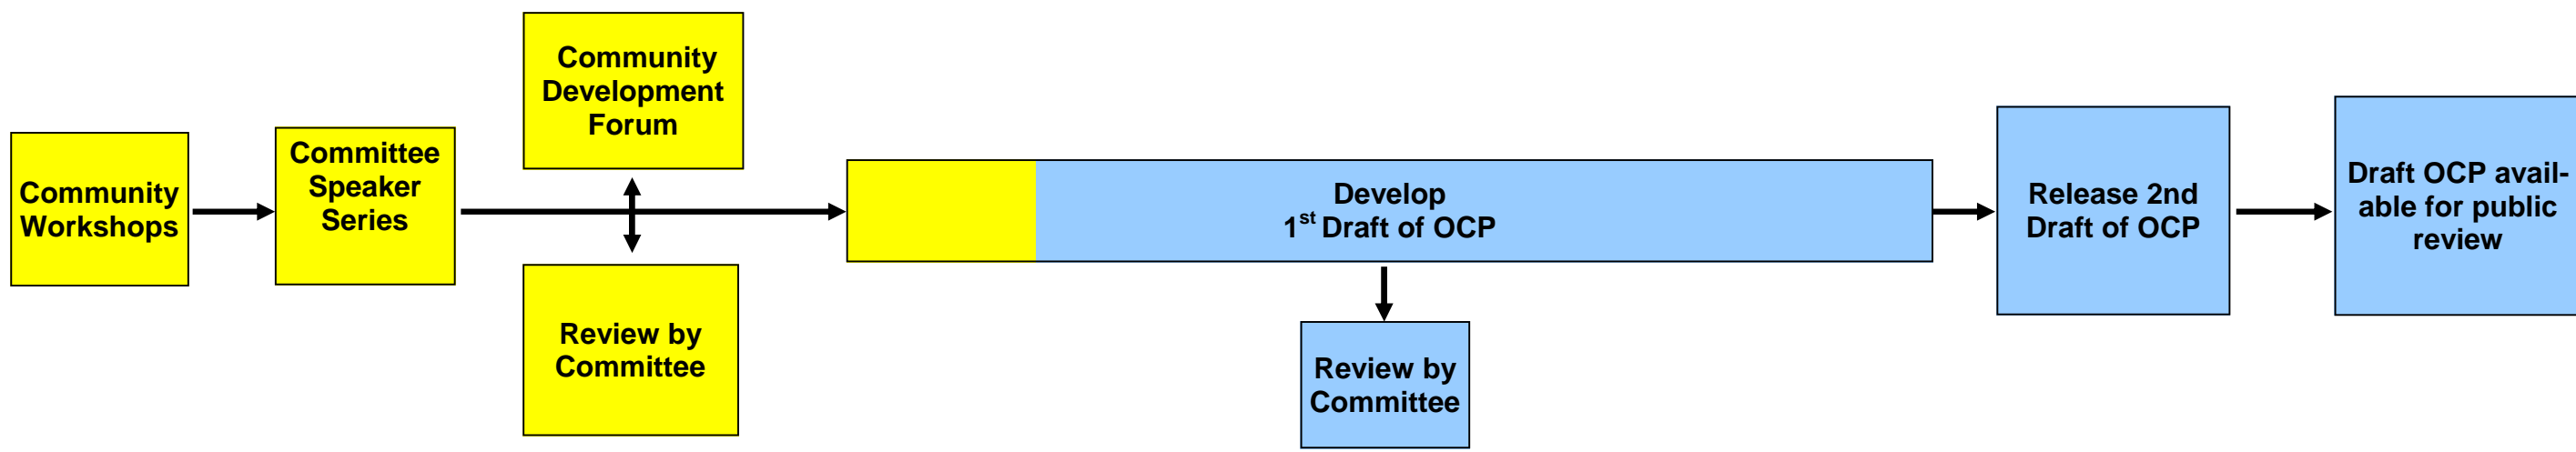 Community
Workshops
Committee
Speaker
Series
Community
Development
Forum
Review by
Committee
Develop
1st Draft of OCP
Review by
Committee
Release 2nd
Draft of OCP
Draft OCP avail-
able for public
review